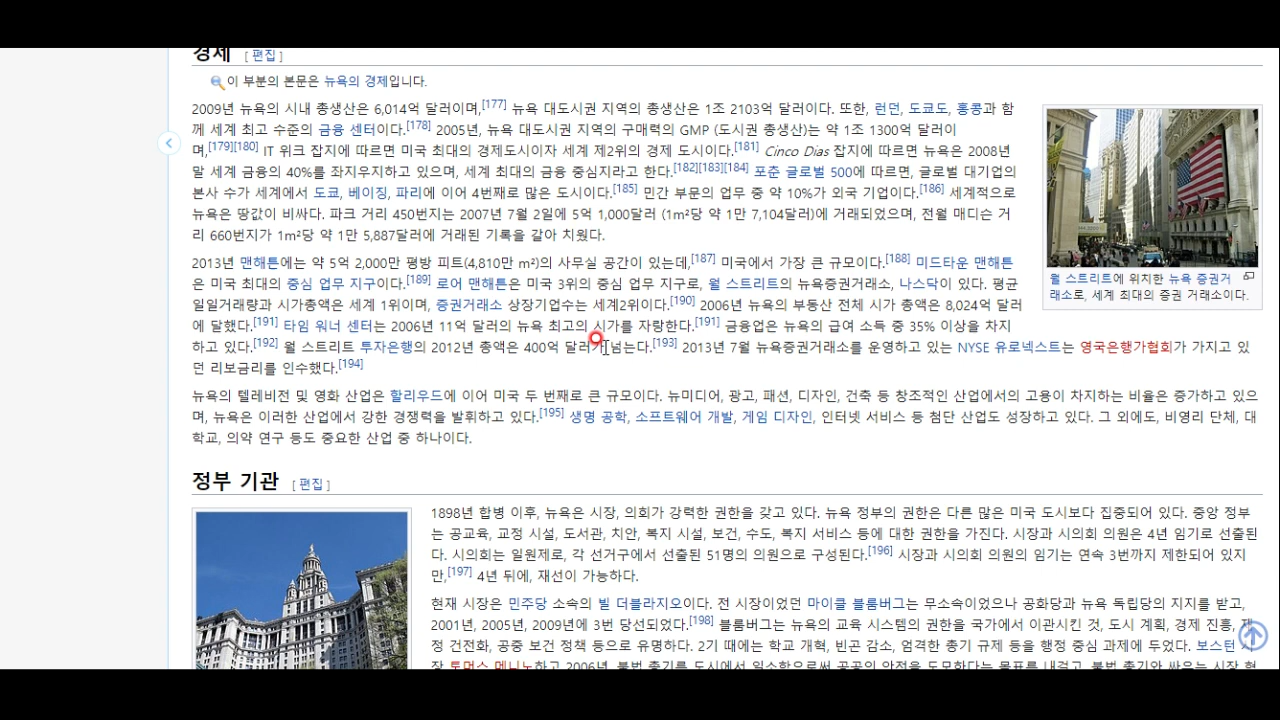 경제 [ 편집 ]
이 부분의 본문은 뉴욕의 경제입니다.
2009년 뉴욕의 시내 총생산은 6,014억 달러이며,[177] 뉴욕 대도시권 지역의 총생산은 1조 2103억 달러이다. 또한, 런던, 도쿄도, 홍콩과 함
께 세계 최고 수준의 금융 센터이다.[178] 2005년, 뉴욕 대도시권 지역의 구매력의 GMP (도시권 총생산)는 약 1조 1300억 달러이
며,[179][180] IT 위크 잡지에 따르면 미국 최대의 경제도시이자 세계 제2위의 경제 도시이다.[181] Cinco Dias 잡지에 따르면 뉴욕은 2008년
말 세계 금융의 40%를 좌지우지하고 있으며, 세계 최대의 금융 중심지라고 한다.[182][183][184] 포춘 글로벌 500에 따르면, 글로벌 대기업의
본사 수가 세계에서 도쿄, 베이징, 파리에 이어 4번째로 많은 도시이다.[185] 민간 부문의 업무 중 약 10%가 외국 기업이다.[186] 세계적으로
뉴욕은 땅값이 비싸다. 파크 거리 450번지는 2007년 7월 2일에 5억 1,000달러 (1m²당 약 1만 7,104달러)에 거래되었으며, 전월 매디슨 거
리 660번지가 1m²당 약 1만 5,887달러에 거래된 기록을 갈아 치웠다.
월 스트리트에 위치한 뉴욕 증권거
래소로, 세계 최대의 증권 거래소이다.
2013년 맨해튼에는 약 5억 2,000만 평방 피트(4,810만 m²)의 사무실 공간이 있는데,[187] 미국에서 가장 큰 규모이다.[188] 미드타운 맨해튼
은 미국 최대의 중심 업무 지구이다.[189] 로어 맨해튼은 미국 3위의 중심 업무 지구로, 월 스트리트의 뉴욕증권거래소, 나스닥이 있다. 평균
일일거래량과 시가총액은 세계 1위이며, 증권거래소 상장기업수는 세계2위이다.[190] 2006년 뉴욕의 부동산 전체 시가 총액은 8,024억 달러
에 달했다.[191] 타임 워너 센터는 2006년 11억 달러의 뉴욕 최고의 시가를 자랑한다.[191] 금융업은 뉴욕의 급여 소득 중 35% 이상을 차지
하고 있다.[192] 월 스트리트 투자은행의 2012년 총액은 400억 달러가 넘는다.[193] 2013년 7월 뉴욕증권거래소를 운영하고 있는 NYSE 유로넥스트는 영국은행가협회가 가지고 있
던 리보금리를 인수했다.[194]
뉴욕의 텔레비전 및 영화 산업은 할리우드에 이어 미국 두 번째로 큰 규모이다. 뉴미디어, 광고, 패션, 디자인, 건축 등 창조적인 산업에서의 고용이 차지하는 비율은 증가하고 있으
며, 뉴욕은 이러한 산업에서 강한 경쟁력을 발휘하고 있다.[195] 생명 공학, 소프트웨어 개발, 게임 디자인, 인터넷 서비스 등 첨단 산업도 성장하고 있다. 그 외에도, 비영리 단체, 대
학교, 의약 연구 등도 중요한 산업 중 하나이다.
정부 기관 [ 편집 ]
1898년 합병 이후, 뉴욕은 시장, 의회가 강력한 권한을 갖고 있다. 뉴욕 정부의 권한은 다른 많은 미국 도시보다 집중되어 있다. 중앙 정부
는 공교육, 교정 시설, 도서관, 치안, 복지 시설, 보건, 수도, 복지 서비스 등에 대한 권한을 가진다. 시장과 시의회 의원은 4년 임기로 선출된
다. 시의회는 일원제로, 각 선거구에서 선출된 51명의 의원으로 구성된다.[196] 시장과 시의회 의원의 임기는 연속 3번까지 제한되어 있지
만,[197] 4년 뒤에, 재선이 가능하다.
현재 시장은 민주당 소속의 빌 더블라지오이다. 전 시장이었던 마이클 블룸버그는 무소속이었으나 공화당과 뉴욕 독립당의 지지를 받고,
2001년, 2005년, 2009년에 3번 당선되었다.[198] 블룸버그는 뉴욕의 교육 시스템의 권한을 국가에서 이관시킨 것, 도시 계획, 경제 진흥, 재
정 건전화, 공중 보건 정책 등으로 유명하다. 2기 때에는 학교 개혁, 빈곤 감소, 엄격한 총기 규제 등을 행정 중심 과제에 두었다. 보스턴 시
장 토머스 메니노하고 2006년, 불법 총기를 도시에서 일소함으로써 공공의 안전을 도모한다는 목표를 내걸고, 불법 총기와 싸우는 시장 협